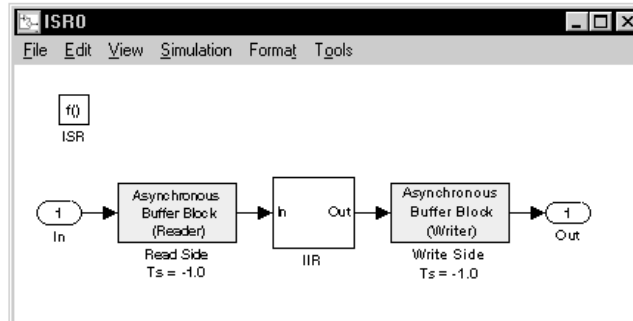 ISR0
File Edit View Simulation Format Tools
f()
ISR
1
In
Asynchronous
Buffer Block
(Reader)
Read Side
Ts = -1.0
In Out
IIR
Asynchronous
Buffer Block
(Writer)
Write Side
Ts = -1.0
1
Out